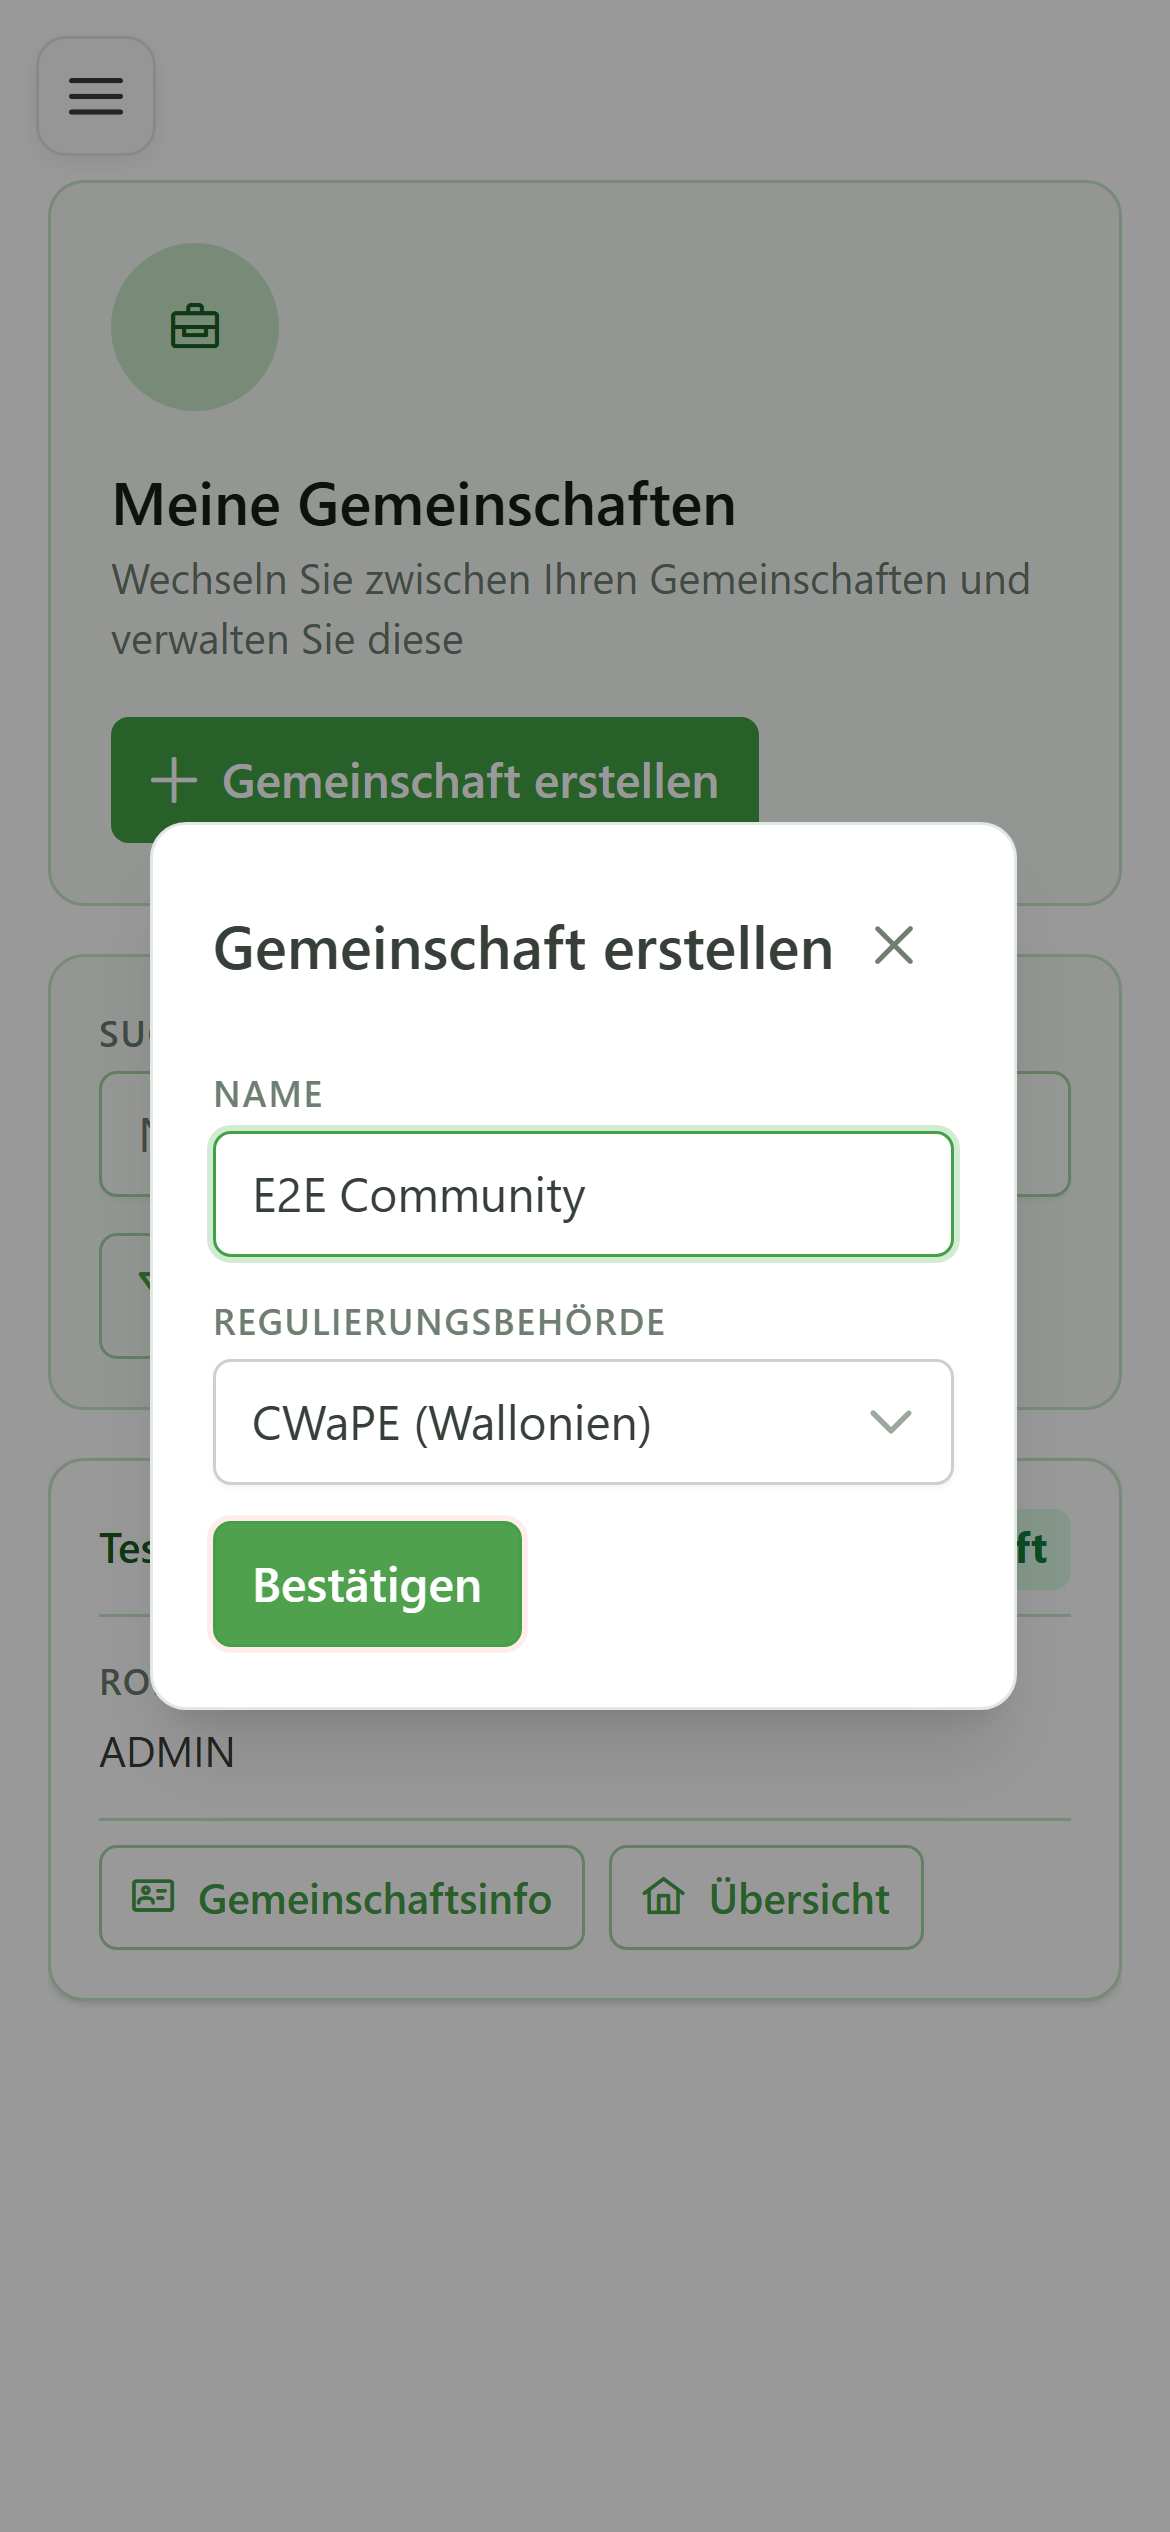 Meine Gemeinschaften
Wechseln Sie zwischen Ihren Gemeinschaften und
verwalten Sie diese
Gemeinschaft erstellen
Gemeinschaft erstellen
NAME
E2E Community
REGULIERUNGSBEHÖRDE
CWaPE (Wallonien)
Bestätigen
ADMIN
Gemeinschaftsinfo
Übersicht